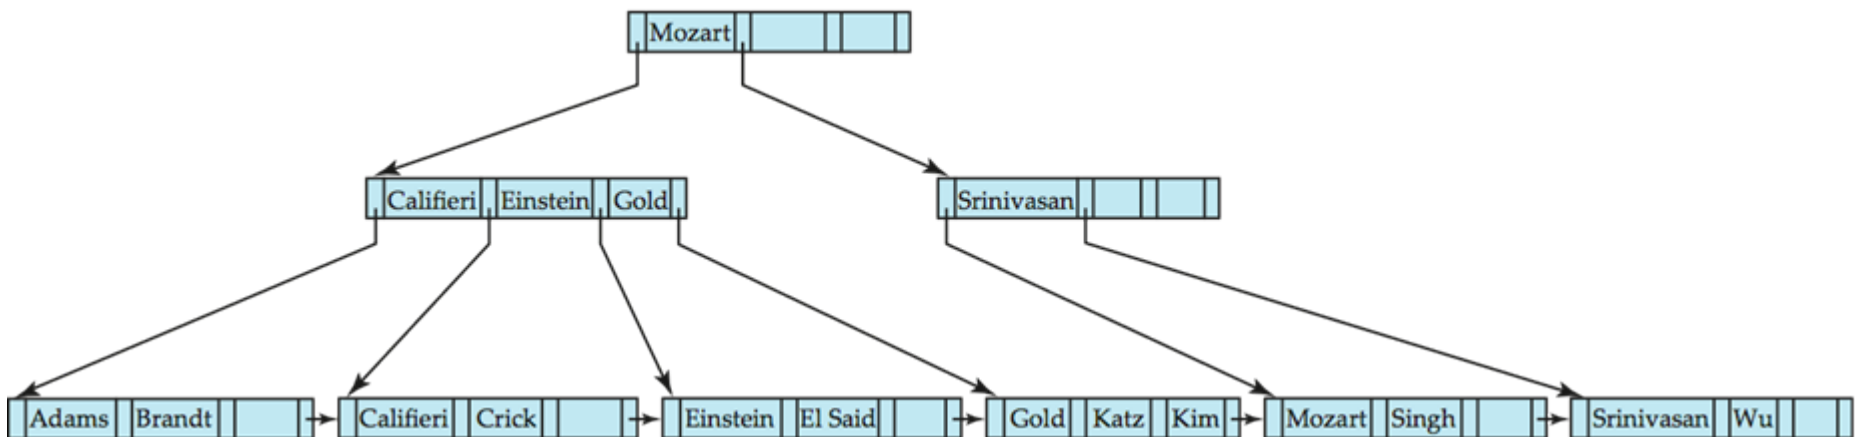 Mozart
Califieri Einstein Gold
Srinivasan
Adams Brandt
Califieri Crick
Einstein El Said
Gold Katz Kim
Mozart Singh
Srinivasan Wu